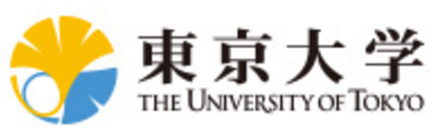 東京大学
THE UNIVERSITY OF TOKYO